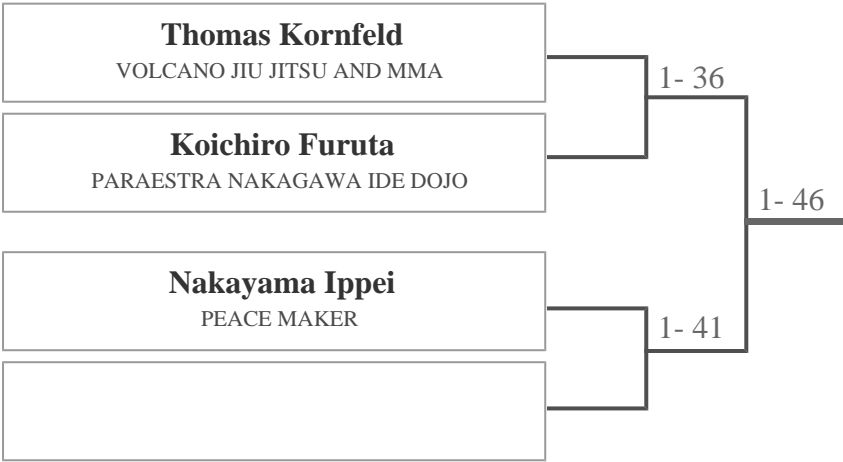 Thomas Kornfeld
VOLCANO JIU JITSU AND MMA
1- 36
Koichiro Furuta
PARAESTRA NAKAGAWA IDE DOJO
1- 46
Nakayama Ippei
PEACE MAKER
1- 41